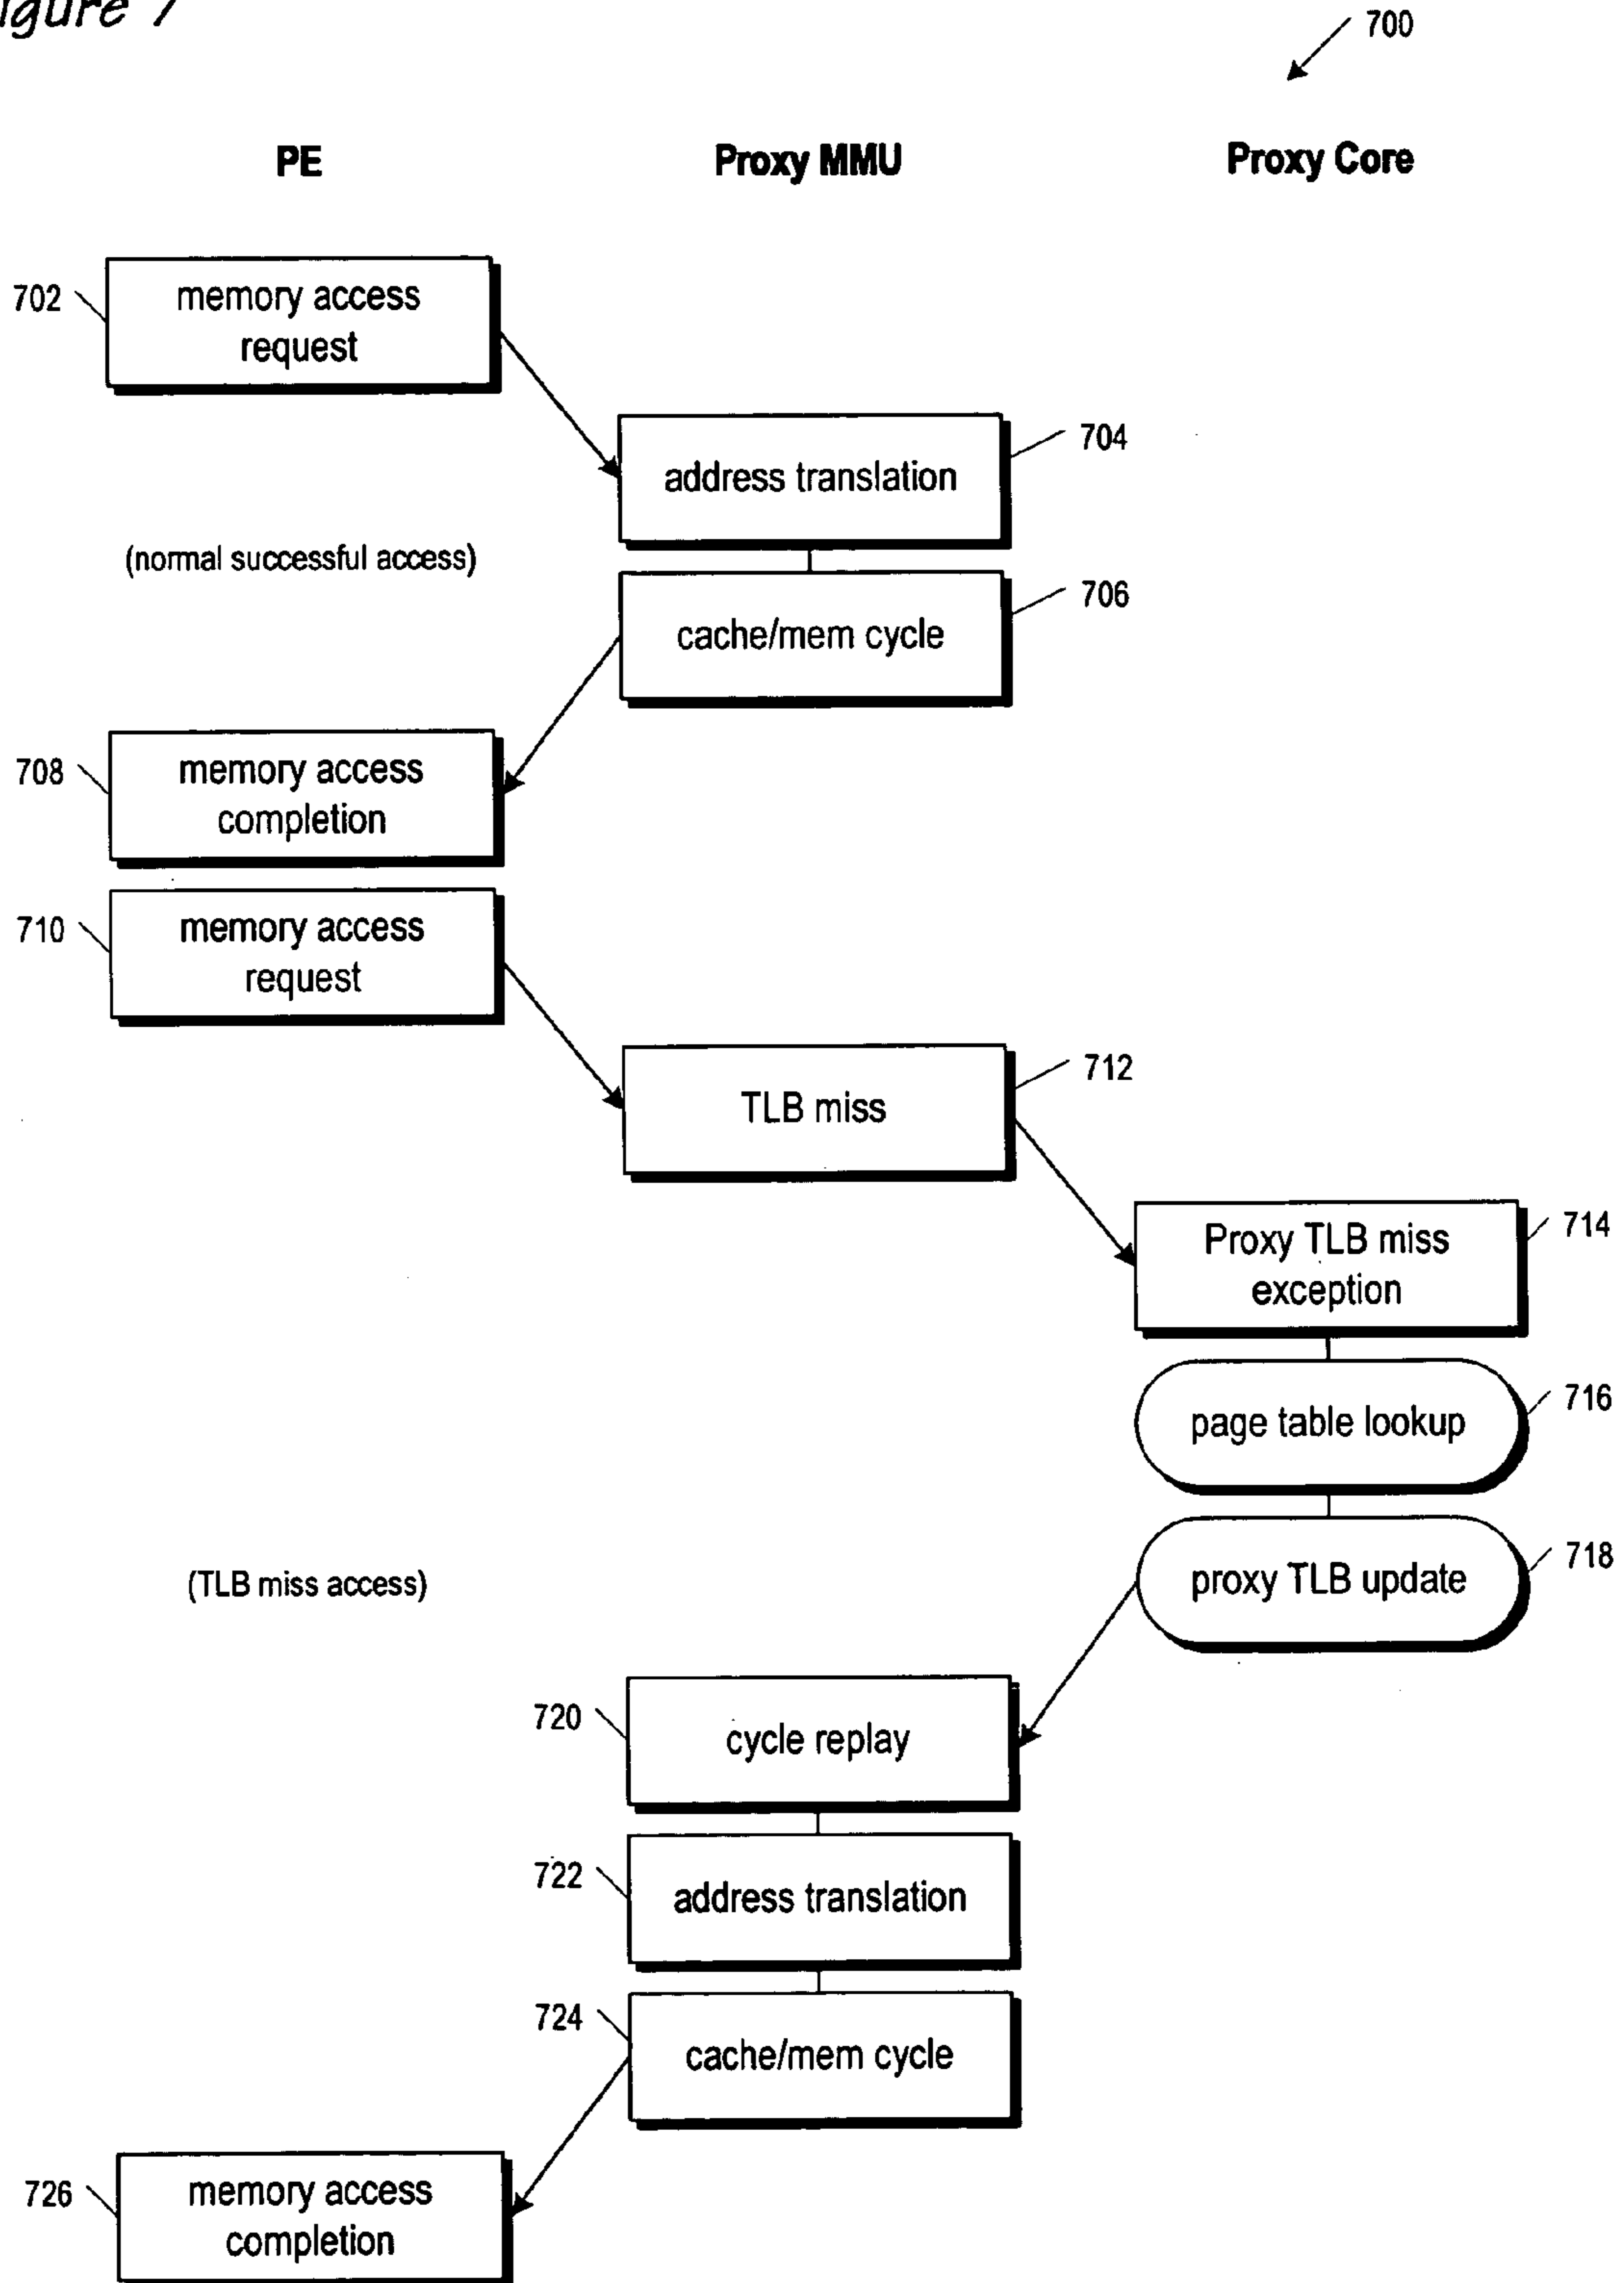 Figure 7
700
PE
Proxy MMU
Proxy Core
702
memory access
request
704
address translation
(normal successful access)
706
cache/mem cycle
708
memory access
completion
710
memory access
request
712
TLB miss
714
Proxy TLB miss
exception
716
page table lookup
718
proxy TLB update
(TLB miss access)
720
cycle replay
722
address translation
724
cache/mem cycle
726
memory access
completion